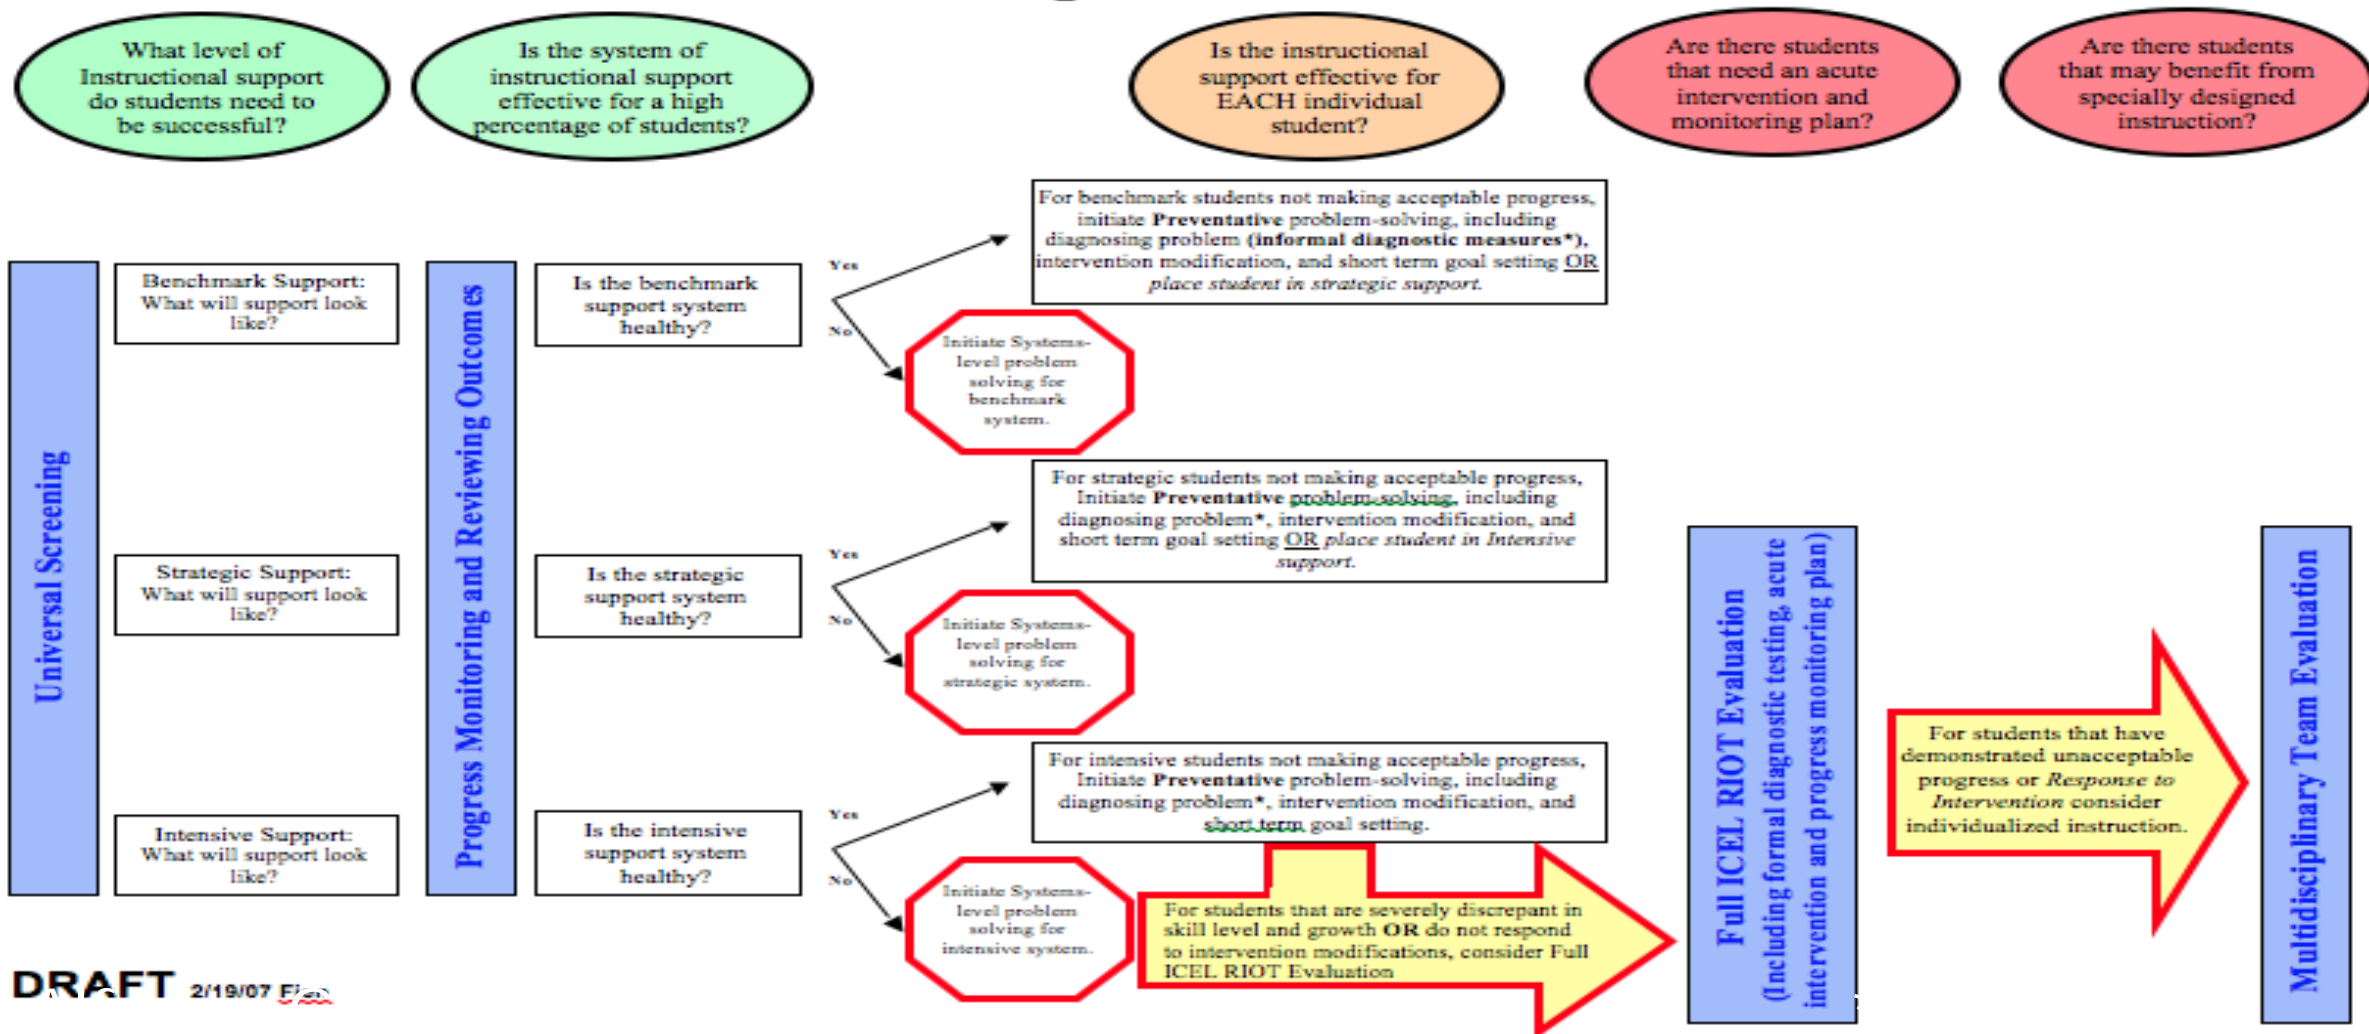 What level of
Instructional support
do students need to
be successful?
Is the system of
instructional support
effective for a high
percentage of students?
Is the instructional
support effective for
EACH individual
student?
Are there students
that need an acute
intervention and
monitoring plan?
Are there students
that may benefit from
specially designed
instruction?
Universal Screening
Benchmark Support:
What will support look
like?
Strategic Support:
What will support look
like?
Intensive Support:
What will support look
like?
Progress Monitoring and Reviewing Outcomes
Is the benchmark
support system
healthy?
Yes
No
For benchmark students not making acceptable progress,
initiate Preventative problem-solving, including
diagnosing problem (informal diagnostic measures*),
intervention modification, and short term goal setting OR
place student in strategic support.
Initiate Systems-
level problem
solving for
benchmark
system.
Is the strategic
support system
healthy?
Yes
No
For strategic students not making acceptable progress,
Initiate Preventative problem-solving, including
diagnosing problem*, intervention modification, and
short term goal setting OR place student in Intensive
support.
Initiate Systems-
level problem
solving for
strategic system.
Is the intensive
support system
healthy?
Yes
No
For intensive students not making acceptable progress,
Initiate Preventative problem-solving, including
diagnosing problem*, intervention modification, and
short term goal setting.
Initiate Systems-
level problem
solving for
intensive system.
For students that are severely discrepant in
skill level and growth OR do not respond
to intervention modifications, consider Full
ICEL RIOT Evaluation
Full ICEL RIOT Evaluation
(Including formal diagnostic testing, acute
intervention and progress monitoring plan)
For students that have
demonstrated unacceptable
progress or Response to
Intervention consider
individualized instruction.
Multidisciplinary Team Evaluation
DRAFT 2/19/07